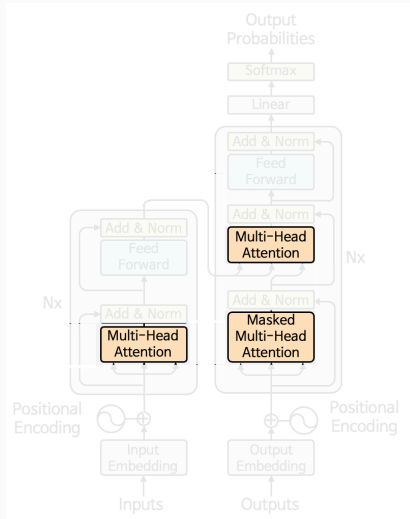 Output
Probabilities
Softmax
Linear
Add & Norm
Feed
Forward
Add & Norm
Multi-Head
Attention
Nx
Add & Norm
Masked
Multi-Head
Attention
Add & Norm
Feed
Forward
Nx
Add & Norm
Multi-Head
Attention
Positional
Encoding
Positional
Encoding
Input
Embedding
Output
Embedding
Inputs
Outputs